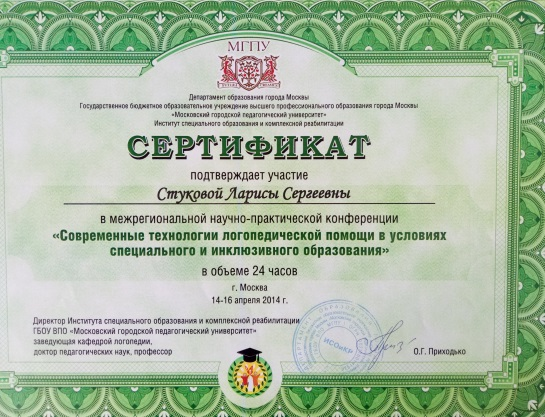 МГПУ
Департамент образования города Москвы
Государственное бюджетное образовательное учреждение высшего профессионального образования города Москвы
«Московский городской педагогический университет»
Институт специального образования и комплексной реабилитации
СЕРТИФИКАТ
подтверждает участие
Стуковой Ларисы Сергеевны
в межрегиональной научно-практической конференции
«Современные технологии логопедической помощи в условиях
специального и инклюзивного образования»
в объеме 24 часов
г. Москва
14-16 апреля 2014 г.
Директор Института специального образования и комплексной реабилитации
ГБОУ ВПО «Московский городской педагогический университет»
заведующая кафедрой логопедии,
доктор педагогических наук, профессор
ИСОиКР
О.Г. Приходько